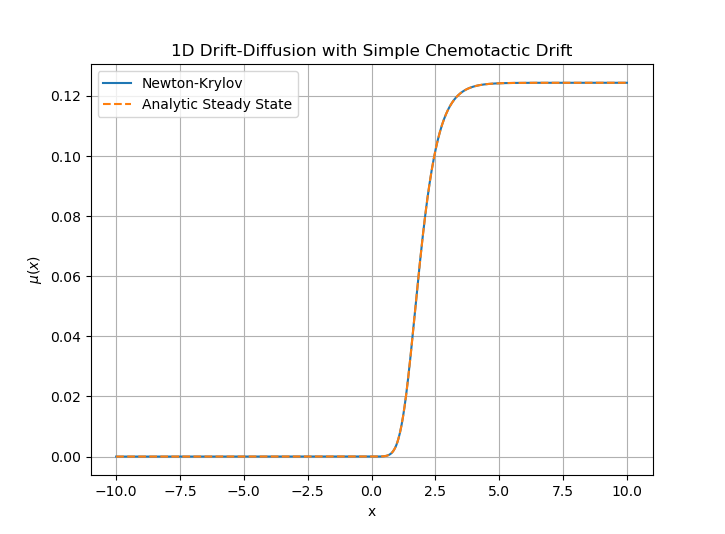 1D Drift-Diffusion with Simple Chemotactic Drift
Newton-Krylov
Analytic Steady State
0.12
0.10
0.08
0.06
0.04
0.02
0.00
μ(x)
−10.0 −7.5 −5.0 −2.5 0.0 2.5 5.0 7.5 10.0
x